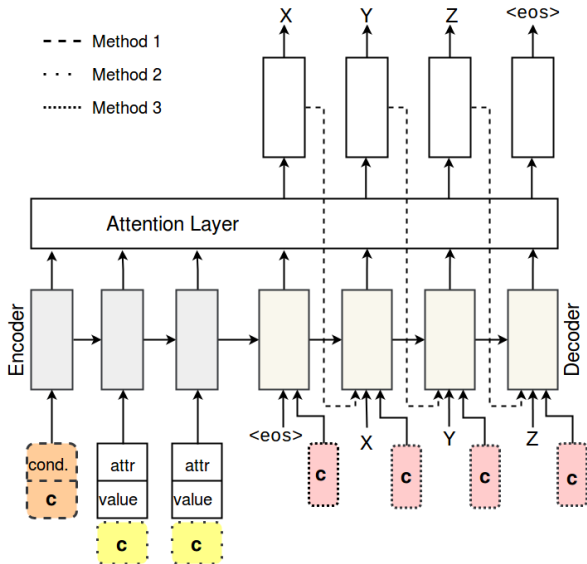 X Y Z <eos>
Method 1
Method 2
Method 3
Attention Layer
Encoder
Decoder
<eos> X Y Z
cond. attr attr
c value value
c c c c
c c